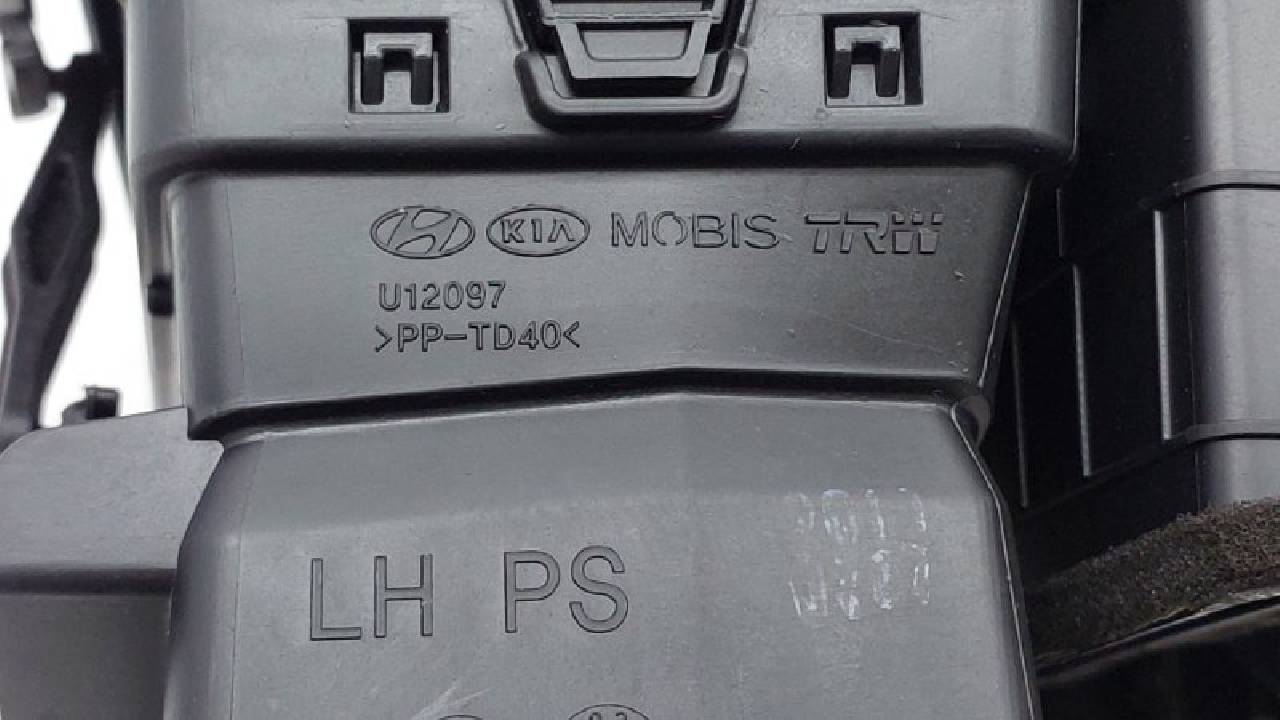 KIA MOBIS TRW
U12097
>PP-TD40<
LH PS